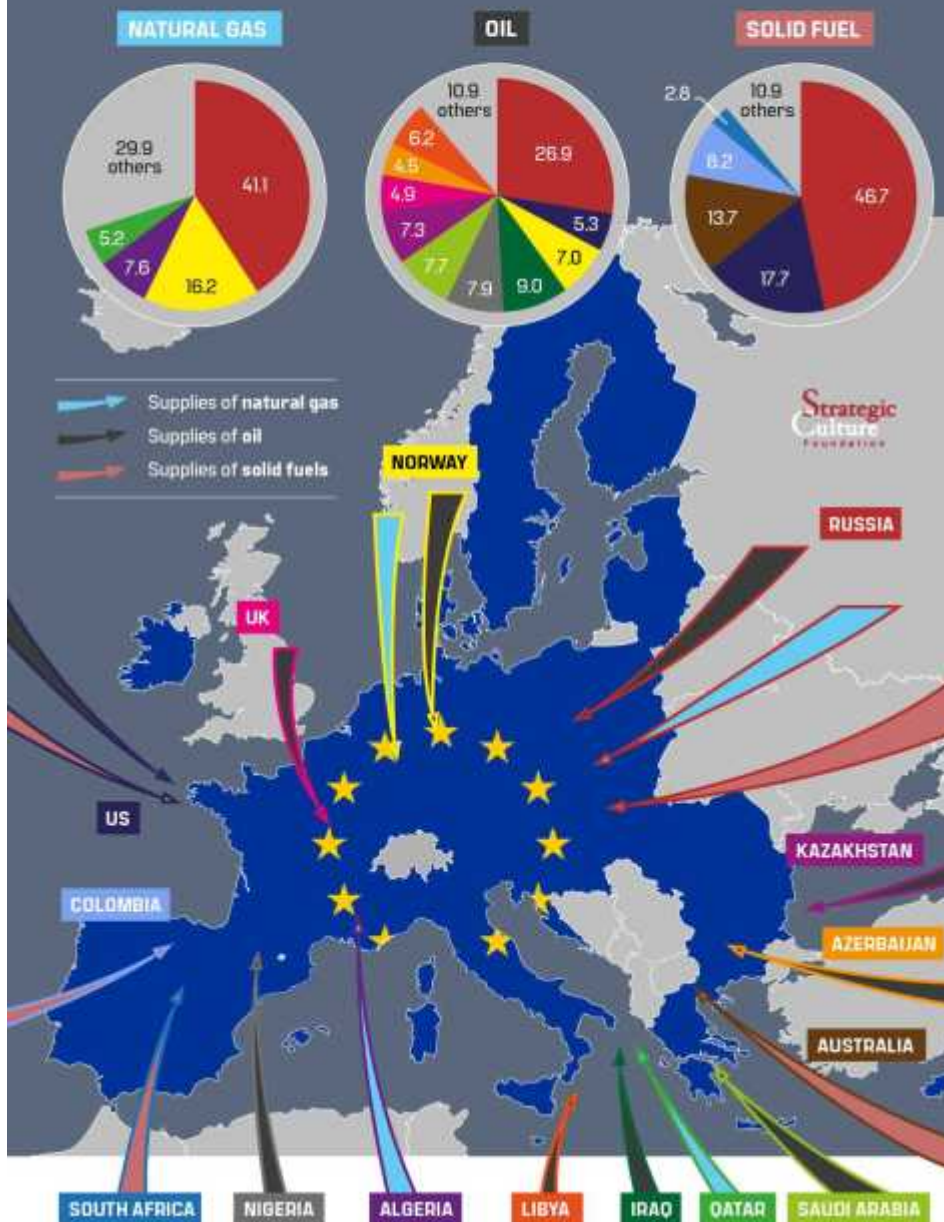 NATURAL GAS
OIL
SOLID FUEL
29.9
others
41.1
5.2
7.6
16.2
10.9
others
6.2
4.5
4.9
7.3
7.7
7.9
9.0
7.0
5.3
26.9
2.8
10.9
others
8.2
13.7
17.7
46.7
Supplies of natural gas
Supplies of oil
Supplies of solid fuels
Strategic
Culture
Foundation
NORWAY
RUSSIA
UK
US
KAZAKHSTAN
COLOMBIA
AZERBAIJAN
AUSTRALIA
SOUTH AFRICA
NIGERIA
ALGERIA
LIBYA
IRAQ
QATAR
SAUDI ARABIA